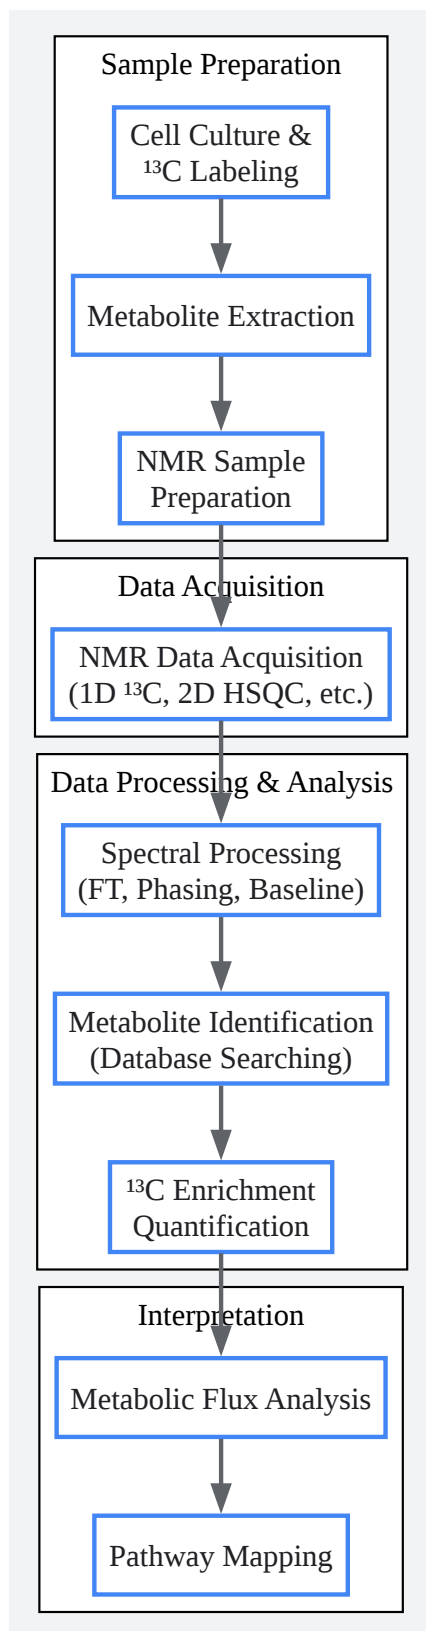 Sample Preparation
Cell Culture &
¹³C Labeling
Metabolite Extraction
NMR Sample
Preparation
Data Acquisition
NMR Data Acquisition
(1D ¹³C, 2D HSQC, etc.)
Data Processing & Analysis
Spectral Processing
(FT, Phasing, Baseline)
Metabolite Identification
(Database Searching)
¹³C Enrichment
Quantification
Interpretation
Metabolic Flux Analysis
Pathway Mapping